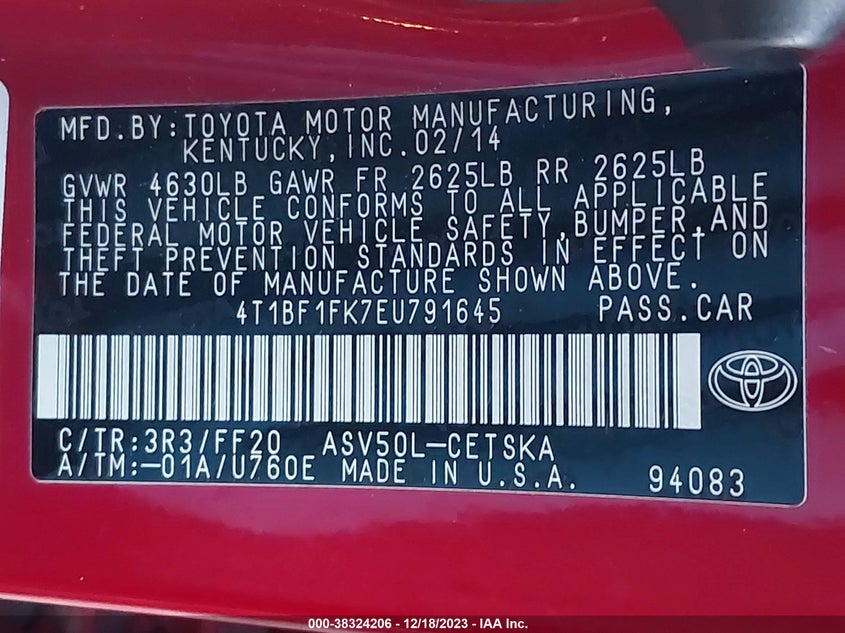 MFD.BY:TOYOTA MOTOR MANUFACTURING,
KENTUCKY,INC.02/14
GVWR 4630LB GAWR FR 2625LB RR 2625LB
THIS VEHICLE CONFORMS TO ALL APPLICABLE
FEDERAL MOTOR VEHICLE SAFETY,BUMPER,AND
THEFT PREVENTION STANDARDS IN EFFECT ON
THE DATE OF MANUFACTURE SHOWN ABOVE.
4T1BF1FK7EU791645 PASS.CAR
C/TR:3R3/FF20 ASV50L-CETSKA
A/TM:-01A/U760E MADE IN U.S.A. 94083
000-38324206 - 12/18/2023 - IAA Inc.